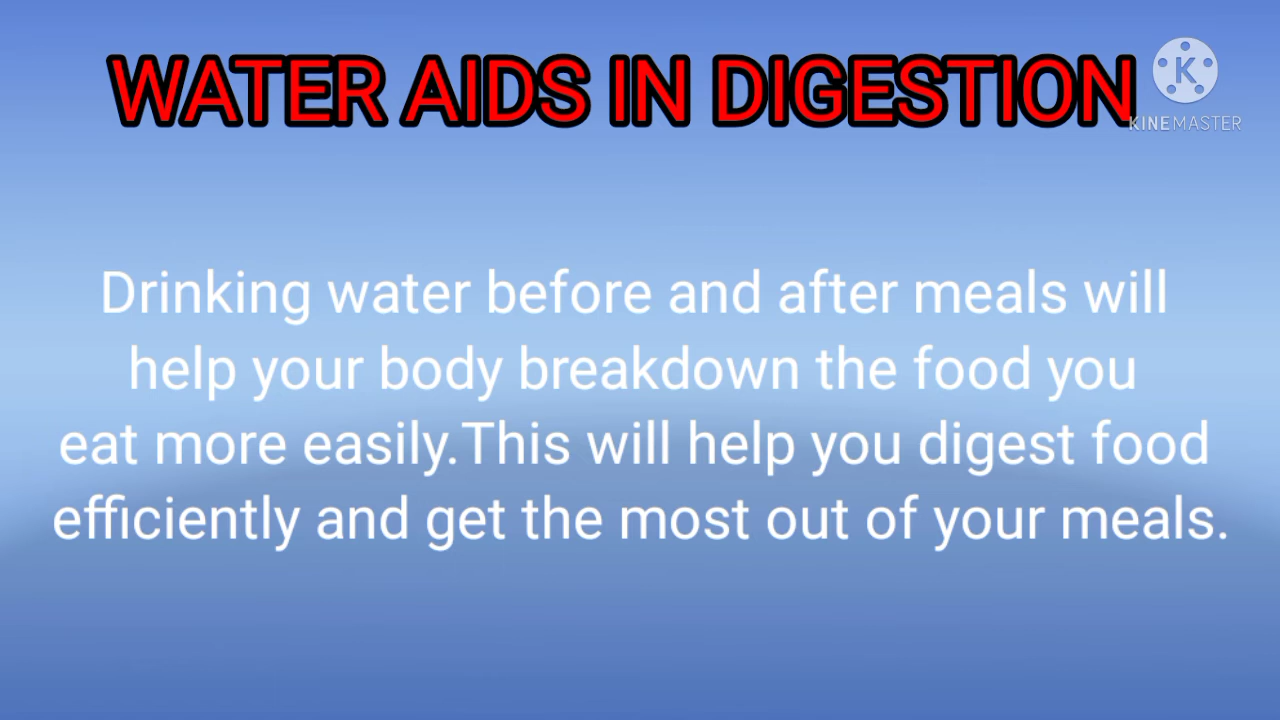 WATER AIDS IN DIGESTION
K
KINEMASTER
Drinking water before and after meals will
help your body breakdown the food you
eat more easily.This will help you digest food
efficiently and get the most out of your meals.